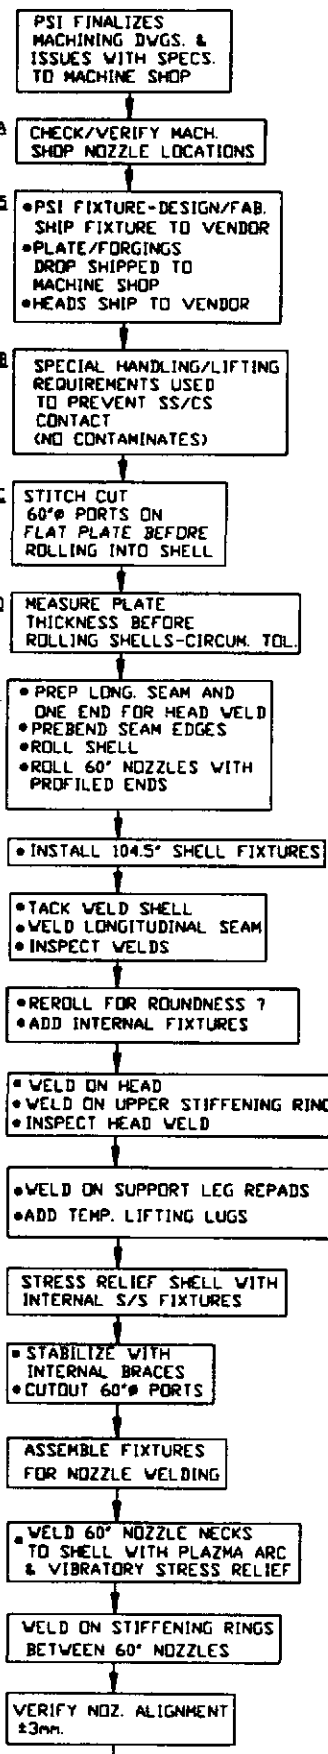 PSI FINALIZES
MACHINING DWGS. &
ISSUES WITH SPECS.
TO MACHINE SHOP
A
CHECK/VERIFY MACH.
SHOP NOZZLE LOCATIONS
•PSI FIXTURE-DESIGN/FAB.
SHIP FIXTURE TO VENDOR
•PLATE/FORGINGS
DROP SHIPPED TO
MACHINE SHOP
•HEADS SHIP TO VENDOR
B
SPECIAL HANDLING/LIFTING
REQUIREMENTS USED
TO PREVENT SS/CS
CONTACT
(NO CONTAMINATES)
C
STITCH CUT
60"ø PORTS ON
FLAT PLATE BEFORE
ROLLING INTO SHELL
D
MEASURE PLATE
THICKNESS BEFORE
ROLLING SHELLS-CIRCUM. TOL.
• PREP LONG. SEAM AND
ONE END FOR HEAD WELD
•PREBEND SEAM EDGES
•ROLL SHELL
•ROLL 60" NOZZLES WITH
PROFILED ENDS
•INSTALL 104.5" SHELL FIXTURES
•TACK WELD SHELL
•WELD LONGITUDINAL SEAM
•INSPECT WELDS
•REROLL FOR ROUNDNESS ?
•ADD INTERNAL FIXTURES
• WELD ON HEAD
• WELD ON UPPER STIFFENING RING
• INSPECT HEAD WELD
•WELD ON SUPPORT LEG REPADS
•ADD TEMP. LIFTING LUGS
STRESS RELIEF SHELL WITH
INTERNAL S/S FIXTURES
• STABILIZE WITH
INTERNAL BRACES
•CUTOUT 60"ø PORTS
ASSEMBLE FIXTURES
FOR NOZZLE WELDING
•WELD 60" NOZZLE NECKS
TO SHELL WITH PLAZMA ARC
& VIBRATORY STRESS RELIEF
WELD ON STIFFENING RINGS
BETWEEN 60" NOZZLES
VERIFY NOZ. ALIGNMENT
±3mm.